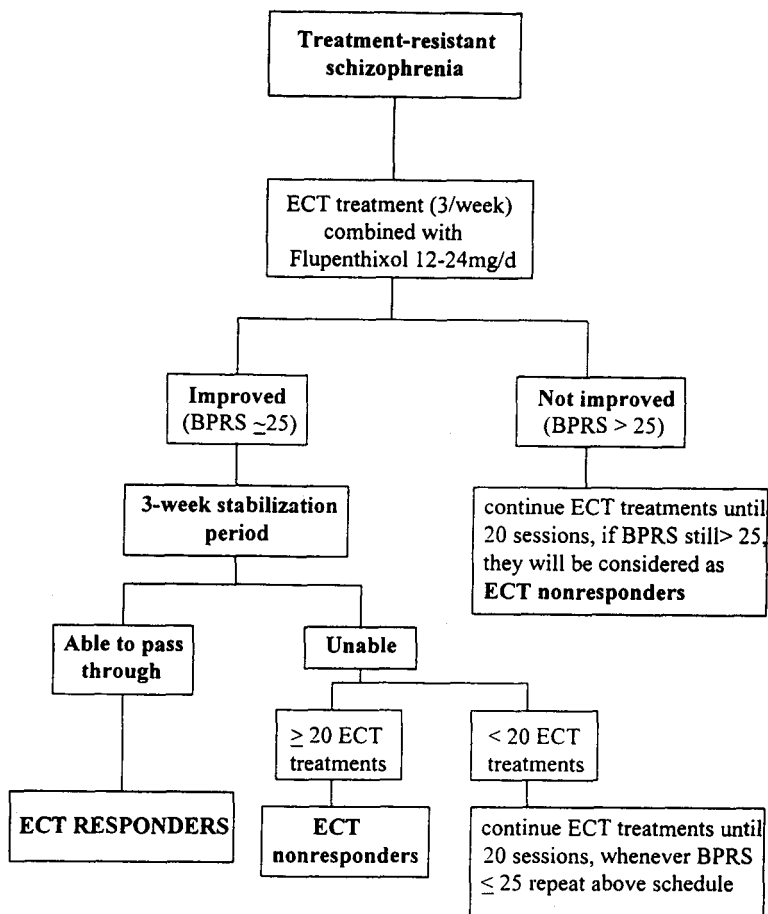 Treatment-resistant
schizophrenia
ECT treatment (3/week)
combined with
Flupenthixol 12-24mg/d
Improved
(BPRS ~25)
Not improved
(BPRS > 25)
3-week stabilization
period
continue ECT treatments until
20 sessions, if BPRS still> 25,
they will be considered as
ECT nonresponders
Able to pass
through
Unable
≥ 20 ECT
treatments
< 20 ECT
treatments
ECT RESPONDERS
ECT
nonresponders
continue ECT treatments until
20 sessions, whenever BPRS
≤ 25 repeat above schedule